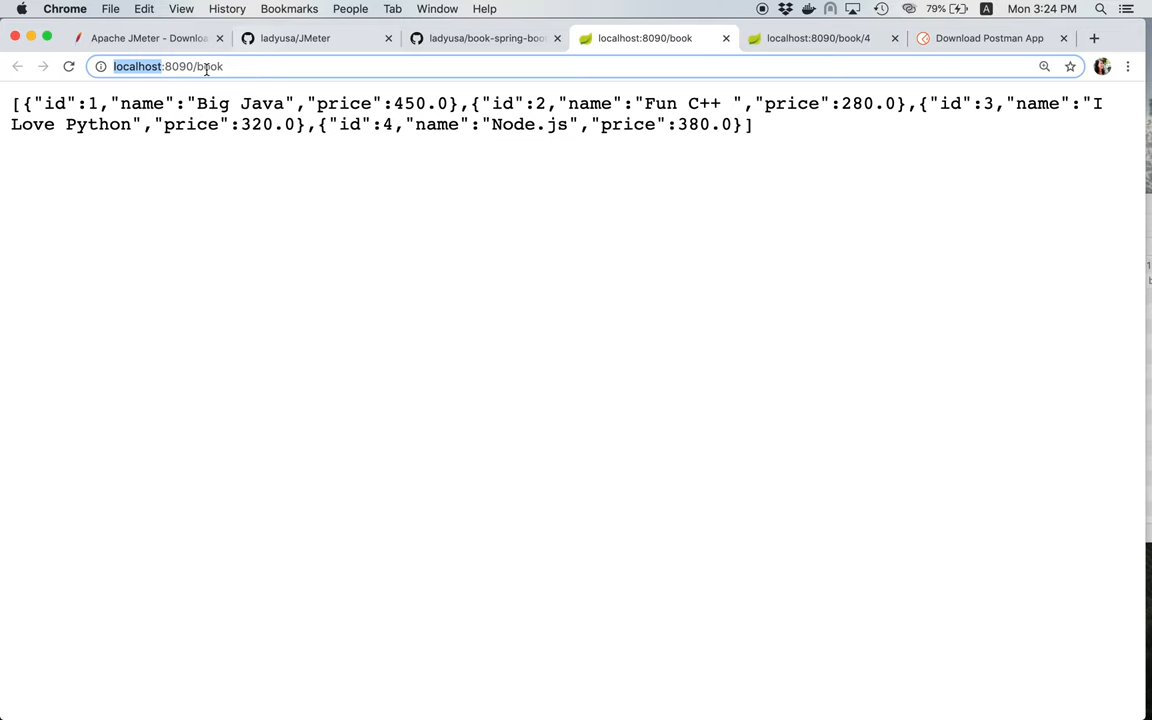 Chrome File Edit View History Bookmarks People Tab Window Help 79% A Mon 3:24 PM
Apache JMeter - Downloa ladyusa/JMeter ladyusa/book-spring-boo localhost:8090/book localhost:8090/book/4 Download Postman App
localhost:8090/book
[{"id":1,"name":"Big Java","price":450.0},{"id":2,"name":"Fun C++ ","price":280.0},{"id":3,"name":"I
Love Python","price":320.0},{"id":4,"name":"Node.js","price":380.0}]